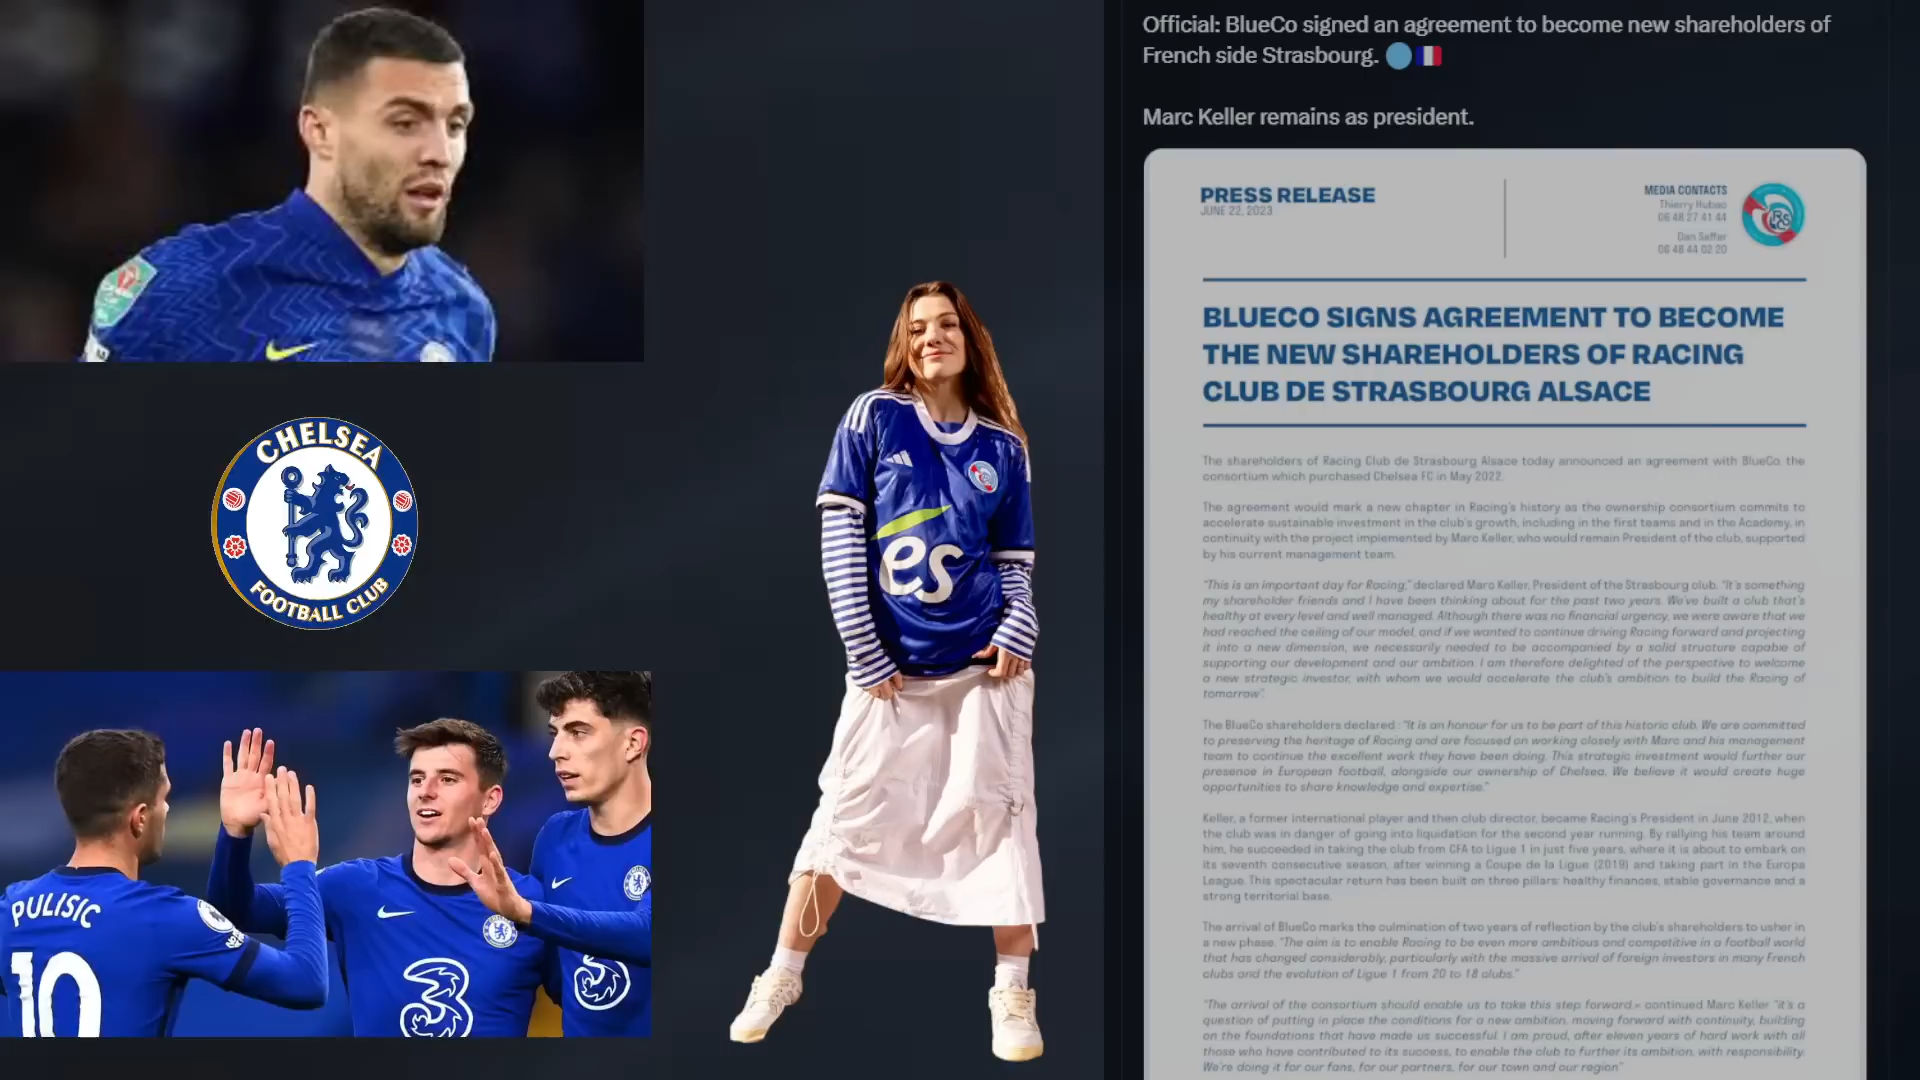 CHELSEA
FOOTBALL CLUB
PULISIC
10
3
3
es
Official: BlueCo signed an agreement to become new shareholders of
French side Strasbourg.
Marc Keller remains as president.
PRESS RELEASE
JUNE 22, 2023
MEDIA CONTACTS
Thierry Hubac
06 48 27 41 44
Dan Seffer
06 48 44 02 20
RCSA
BLUECO SIGNS AGREEMENT TO BECOME
THE NEW SHAREHOLDERS OF RACING
CLUB DE STRASBOURG ALSACE
The shareholders of Racing Club de Strasbourg Alsace today announced an agreement with BlueCo, the
consortium which purchased Chelsea FC in May 2022.
The agreement would mark a new chapter in Racing's history as the ownership consortium commits to
accelerate sustainable investment in the club's growth, including in the first teams and in the Academy, in
continuity with the project implemented by Marc Keller, who would remain President of the club, supported
by his current management team.
"This is an important day for Racing," declared Marc Keller, President of the Strasbourg club. "It's something
my shareholder friends and I have been thinking about for the past two years. We've built a club that's
healthy at every level and well managed. Although there was no financial urgency, we were aware that we
had reached the ceiling of our model, and if we wanted to continue driving Racing forward and projecting
it into a new dimension, we necessarily needed to be accompanied by a solid structure capable of
supporting our development and our ambition. I am therefore delighted of the perspective to welcome
a new strategic investor, with whom we would accelerate the club's ambition to build the Racing of
tomorrow".
The BlueCo shareholders declared : "It is an honour for us to be part of this historic club. We are committed
to preserving the heritage of Racing and are focused on working closely with Marc and his management
team to continue the excellent work they have been doing. This strategic investment would further our
presence in European football, alongside our ownership of Chelsea. We believe it would create huge
opportunities to share knowledge and expertise."
Keller, a former international player and then club director, became Racing's President in June 2012, when
the club was in danger of going into liquidation for the second year running. By rallying his team around
him, he succeeded in taking the club from CFA to Ligue 1 in just five years, where it is about to embark on
its seventh consecutive season, after winning a Coupe de la Ligue (2019) and taking part in the Europa
League. This spectacular return has been built on three pillars: healthy finances, stable governance and a
strong territorial base.
The arrival of BlueCo marks the culmination of two years of reflection by the club's shareholders to usher in
a new phase. "The aim is to enable Racing to be even more ambitious and competitive in a football world
that has changed considerably, particularly with the massive arrival of foreign investors in many French
clubs and the evolution of Ligue 1 from 20 to 18 clubs."
"The arrival of the consortium should enable us to take this step forward.» continued Marc Keller "it's a
question of putting in place the conditions for a new ambition, moving forward with continuity, building
on the foundations that have made us successful. I am proud, after eleven years of hard work with all
those who have contributed to its success, to enable the club to further its ambition, with responsibility.
We're doing it for our fans, for our partners, for our town and our region"